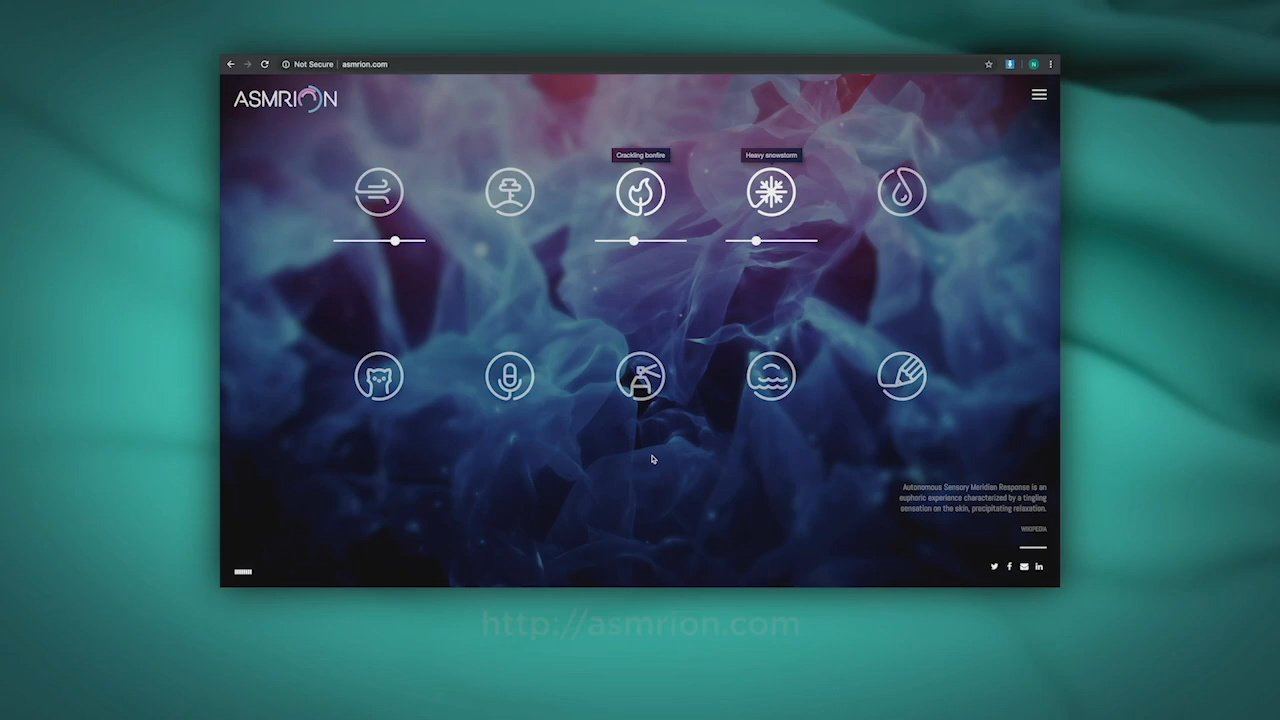 Not Secure | asmrion.com
N
ASMRION
Crackling bonfire
Heavy snowstorm
Autonomous Sensory Meridian Response is an
euphoric experience characterized by a tingling
sensation on the skin, precipitating relaxation.
WIKIPEDIA
http://asmrion.com